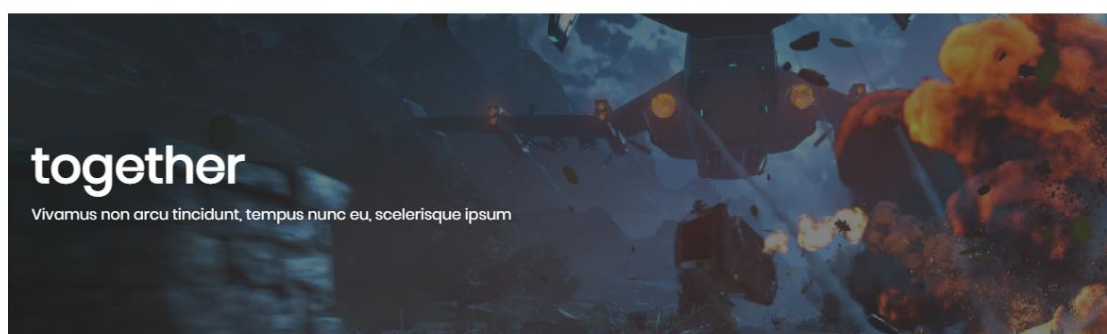 together
Vivamus non arcu tincidunt, tempus nunc eu, scelerisque ipsum